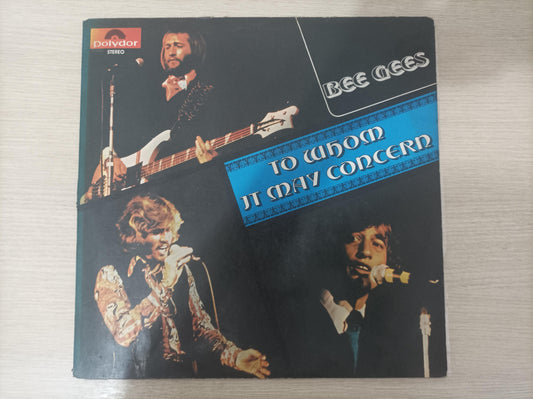 polydor
STEREO
BEE GEES
TO WHOM
IT MAY CONCERN